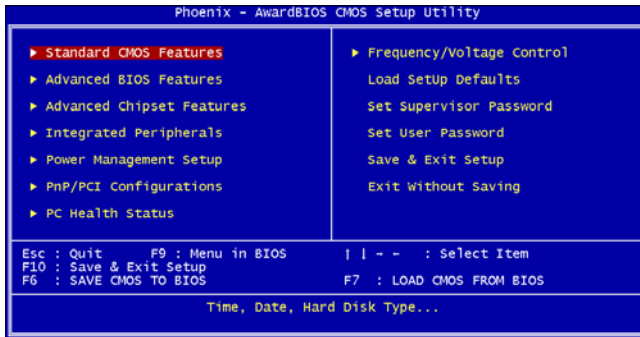 Phoenix - AwardBIOS CMOS Setup Utility
▶ Standard CMOS Features
▶ Advanced BIOS Features
▶ Advanced Chipset Features
▶ Integrated Peripherals
▶ Power Management Setup
▶ PnP/PCI Configurations
▶ PC Health Status
▶ Frequency/Voltage Control
Load SetUp Defaults
Set Supervisor Password
Set User Password
Save & Exit Setup
Exit Without Saving
Esc : Quit F9 : Menu in BIOS
F10 : Save & Exit Setup
F6 : SAVE CMOS TO BIOS
↑ ↓ → ← : Select Item
F7 : LOAD CMOS FROM BIOS
Time, Date, Hard Disk Type...